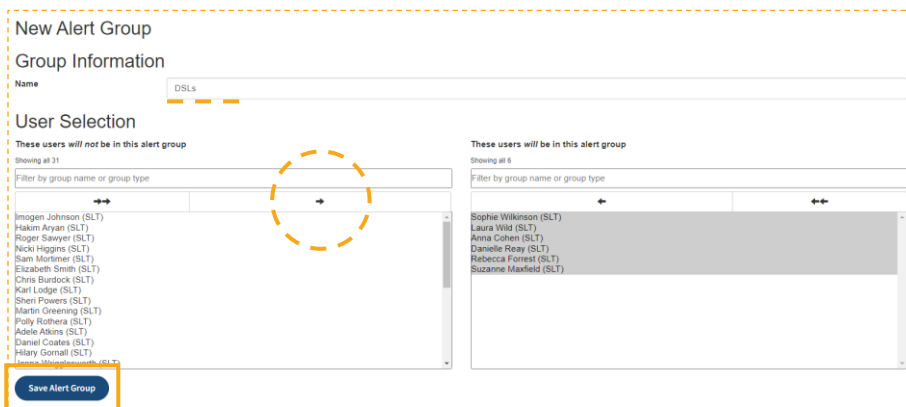 New Alert Group
Group Information
Name
DSLs
User Selection
These users will not be in this alert group
Showing all 31
Filter by group name or group type
Imogen Johnson (SLT)
Hakim Aryan (SLT)
Roger Sawyer (SLT)
Nicki Higgins (SLT)
Sam Mortimer (SLT)
Elizabeth Smith (SLT)
Chris Burdock (SLT)
Karl Lodge (SLT)
Sheri Powers (SLT)
Martin Greening (SLT)
Polly Rothera (SLT)
Adele Atkins (SLT)
Daniel Coates (SLT)
Hilary Gornall (SLT)
These users will be in this alert group
Showing all 6
Filter by group name or group type
Sophie Wilkinson (SLT)
Laura Wild (SLT)
Anna Cohen (SLT)
Danielle Reay (SLT)
Rebecca Forrest (SLT)
Suzanne Maxfield (SLT)
Save Alert Group